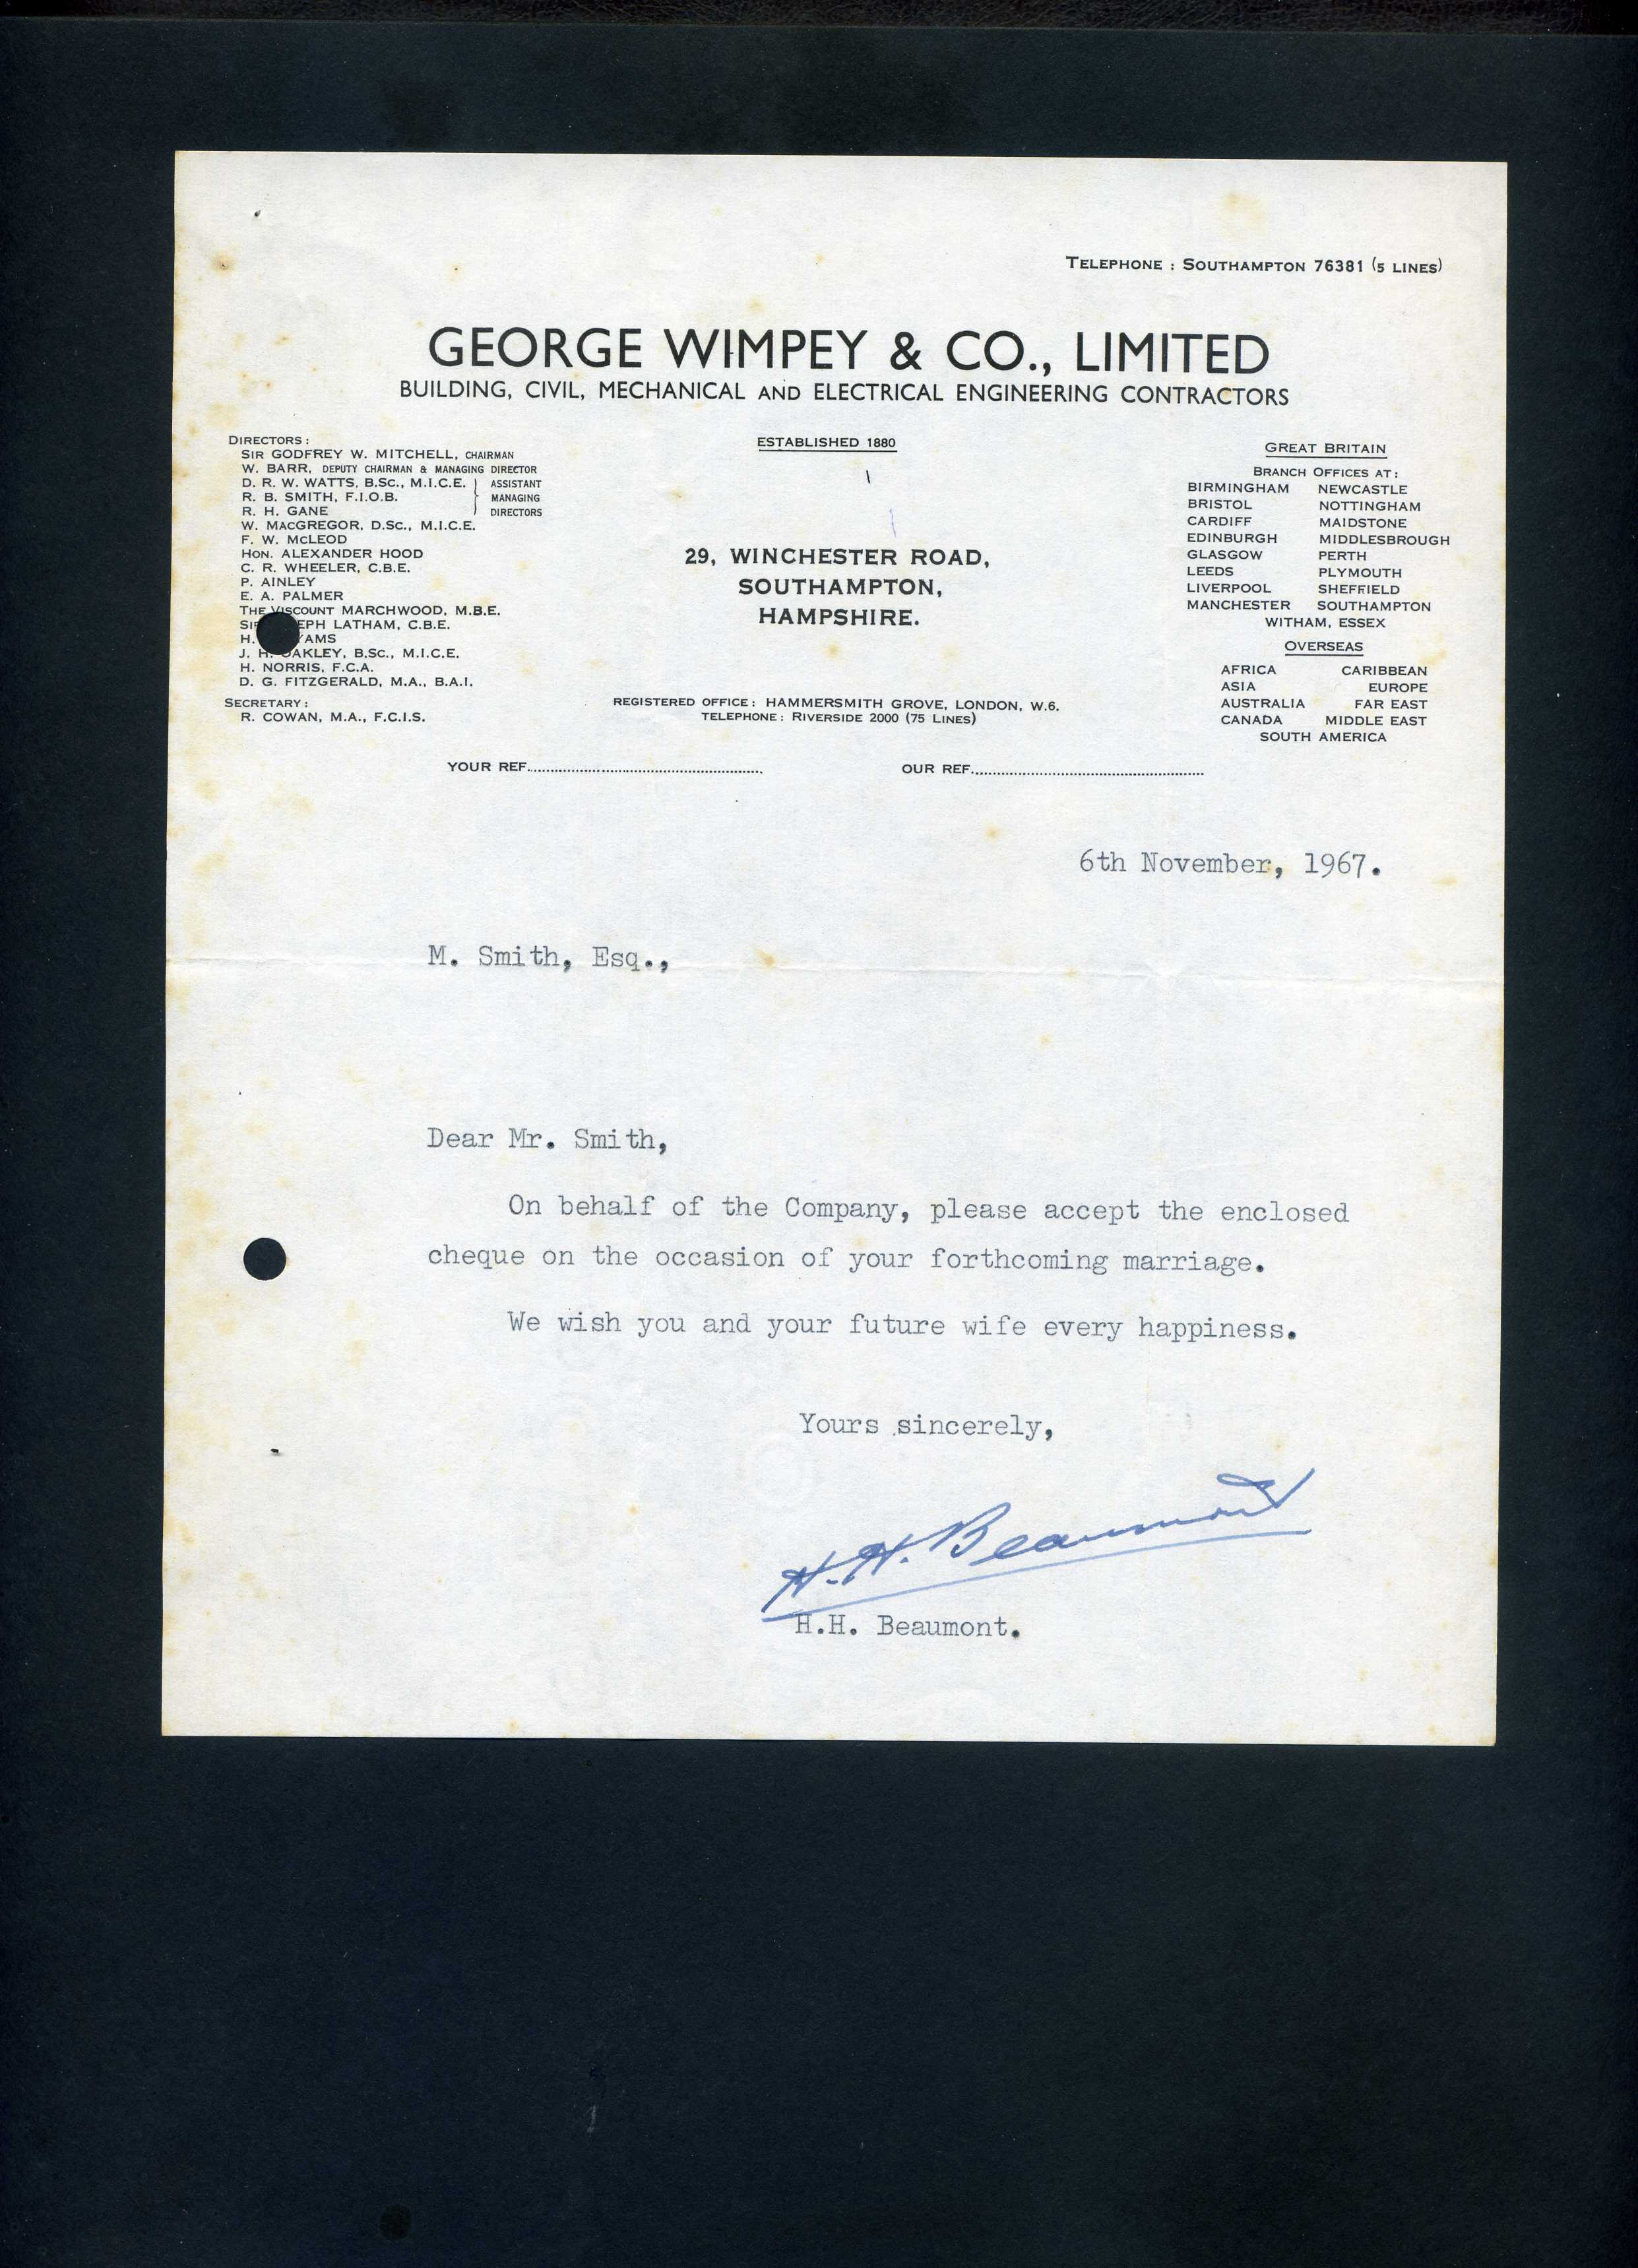 TELEPHONE : SOUTHAMPTON 76381 (5 LINES)
GEORGE WIMPEY & CO., LIMITED
BUILDING, CIVIL, MECHANICAL AND ELECTRICAL ENGINEERING CONTRACTORS
DIRECTORS :
SIR GODFREY W. MITCHELL, CHAIRMAN
W. BARR, DEPUTY CHAIRMAN & MANAGING DIRECTOR
D. R. W. WATTS, B.Sc., M.I.C.E.
R. B. SMITH, F.I.O.B.
R. H. GANE
ASSISTANT
MANAGING
DIRECTORS
W. MACGREGOR, D.Sc., M.I.C.E.
F. W. McLEOD
HON. ALEXANDER HOOD
C. R. WHEELER, C.B.E.
P. AINLEY
E. A. PALMER
THE VISCOUNT MARCHWOOD, M.B.E.
LATHAM, C.B.E.
H.
J. H. OAKLEY, B.Sc., M.I.C.E.
H. NORRIS, F.C.A.
D. G. FITZGERALD, M.A., B.A.I.
SECRETARY :
R. COWAN, M.A., F.C.I.S.
ESTABLISHED 1880
29, WINCHESTER ROAD,
SOUTHAMPTON,
HAMPSHIRE.
REGISTERED OFFICE : HAMMERSMITH GROVE, LONDON, W.6.
TELEPHONE : RIVERSIDE 2000 (75 LINES)
GREAT BRITAIN
BRANCH OFFICES AT :
BIRMINGHAM NEWCASTLE
BRISTOL NOTTINGHAM
CARDIFF MAIDSTONE
EDINBURGH MIDDLESBROUGH
GLASGOW PERTH
LEEDS PLYMOUTH
LIVERPOOL SHEFFIELD
MANCHESTER SOUTHAMPTON
WITHAM, ESSEX
OVERSEAS
AFRICA CARIBBEAN
ASIA EUROPE
AUSTRALIA FAR EAST
CANADA MIDDLE EAST
SOUTH AMERICA
YOUR REF.
OUR REF.
6th November, 1967.
M. Smith, Esq.,
Dear Mr. Smith,
On behalf of the Company, please accept the enclosed
cheque on the occasion of your forthcoming marriage.
We wish you and your future wife every happiness.
Yours sincerely,
H.H. Beaumont
H.H. Beaumont.